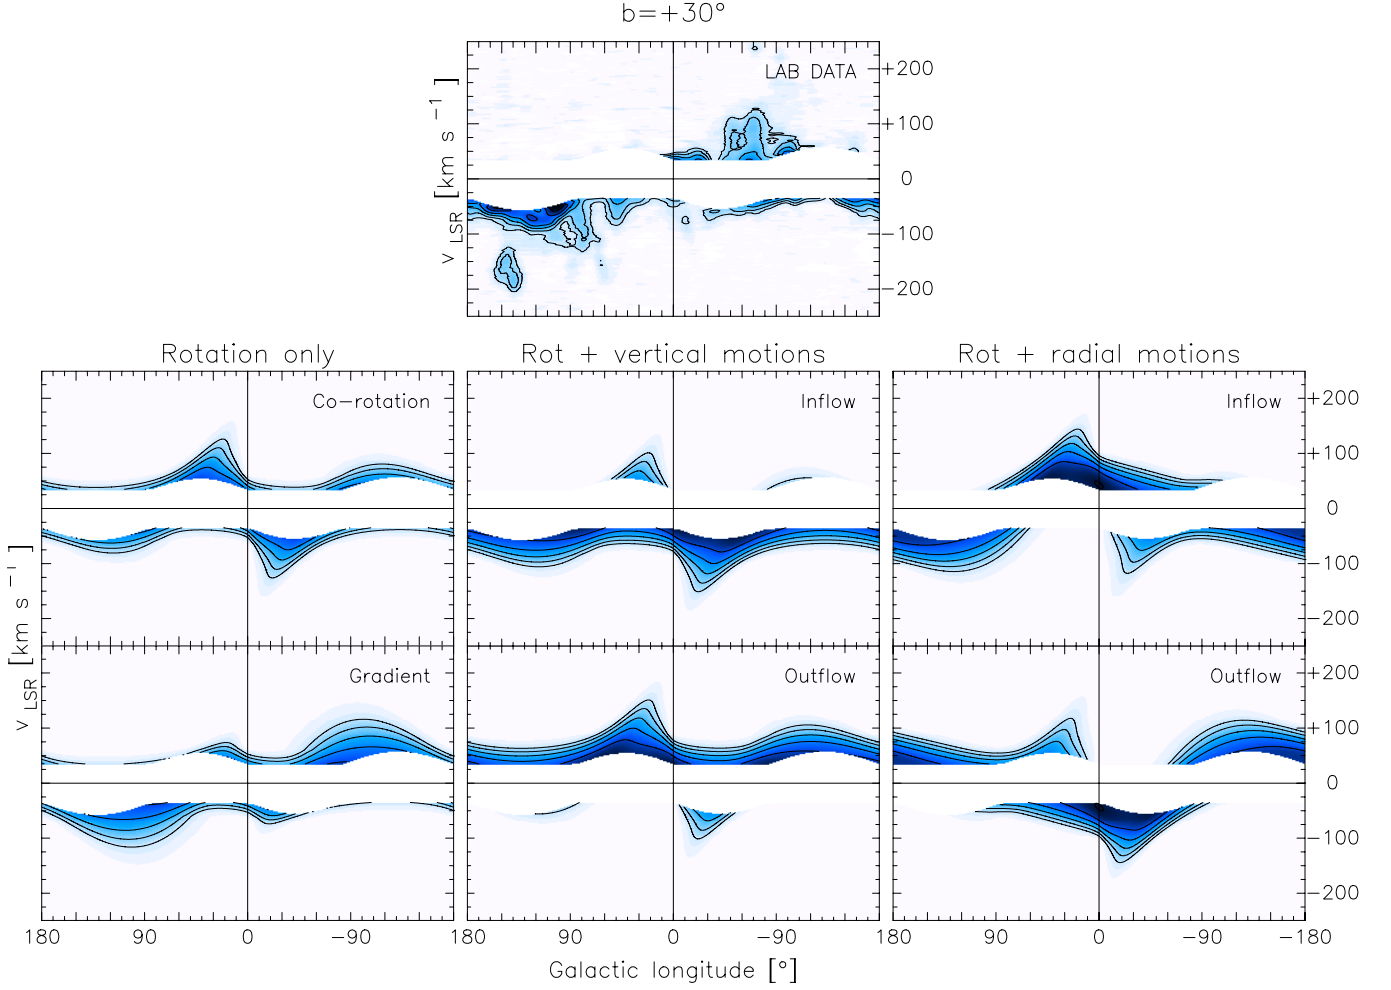 b=+30°
LAB DATA
+200
+100
0
−100
−200
v LSR [km s −1 ]
Rotation only
Rot + vertical motions
Rot + radial motions
Co−rotation
Inflow
Inflow
+200
+100
0
−100
−200
v LSR [km s −1 ]
Gradient
Outflow
Outflow
+200
+100
0
−100
−200
180 90 0 −90 180 90 0 −90 180 90 0 −90 −180
Galactic longitude [°]